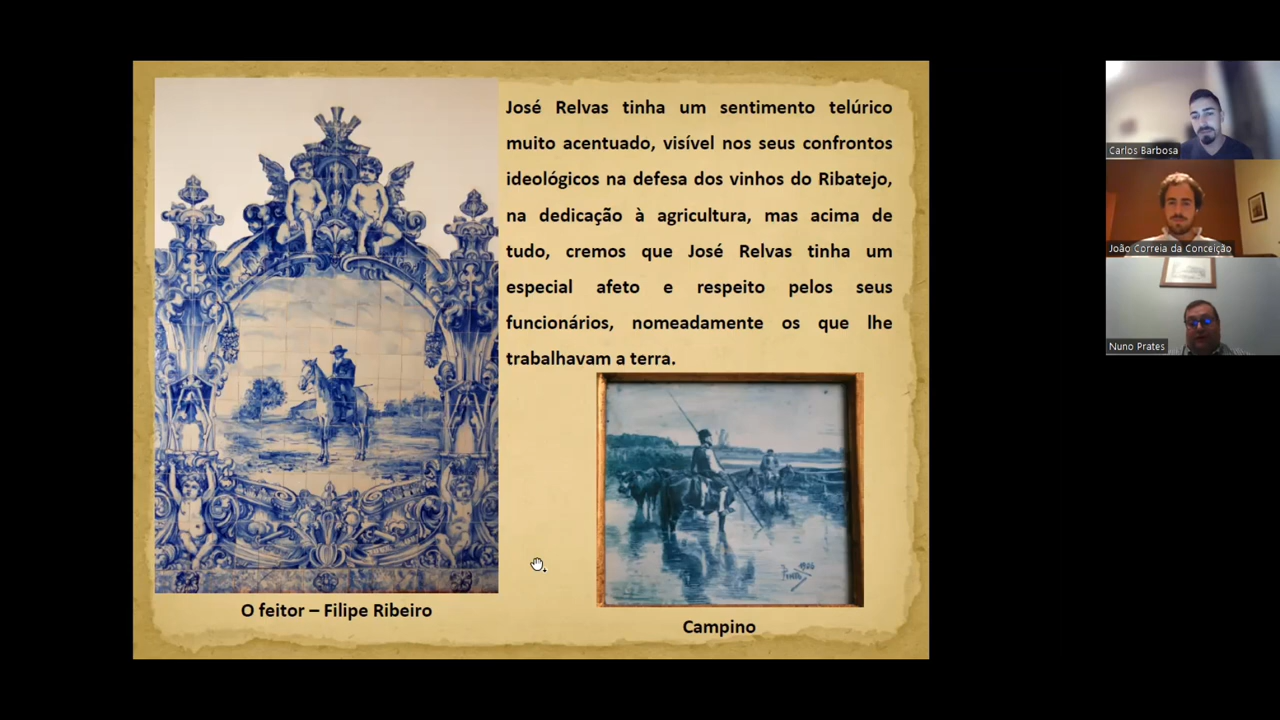 José Relvas tinha um sentimento telúrico
muito acentuado, visível nos seus confrontos
ideológicos na defesa dos vinhos do Ribatejo,
na dedicação à agricultura, mas acima de
tudo, cremos que José Relvas tinha um
especial afeto e respeito pelos seus
funcionários, nomeadamente os que lhe
trabalhavam a terra.
O feitor – Filipe Ribeiro
Campino
Carlos Barbosa
João Correia da Conceição
Nuno Prates